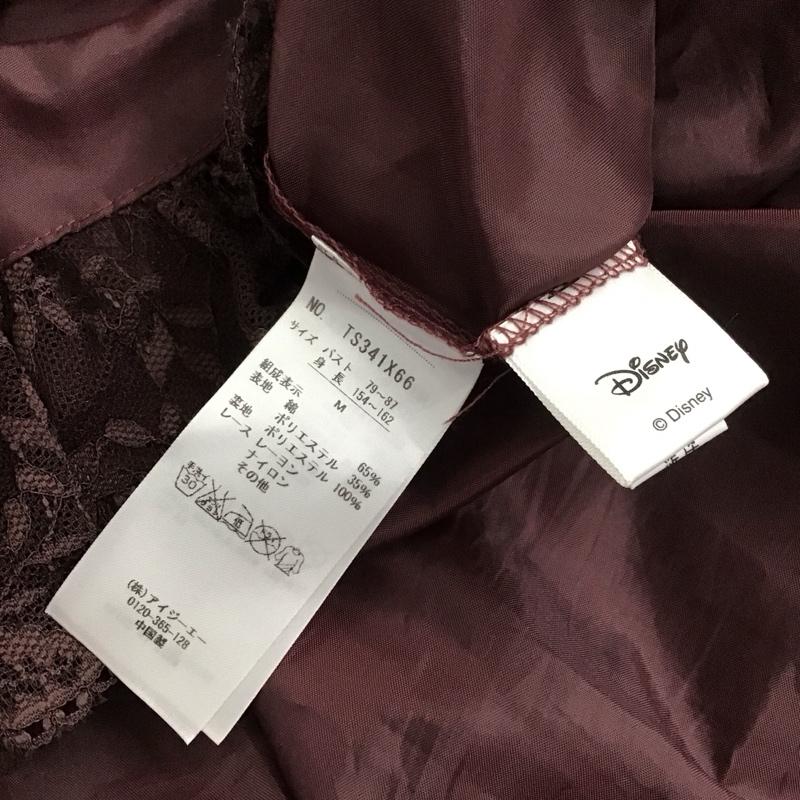 NO. TS341X66
サイズ バスト 79~87
身長 154~162
M
組成表示
表地 綿 65%
ポリエステル 35%
裏地 ポリエステル 100%
レース レーヨン
ナイロン
その他
手洗イ
30
(株)アイジーエー
0120-365-128
中国製
Disney
© Disney